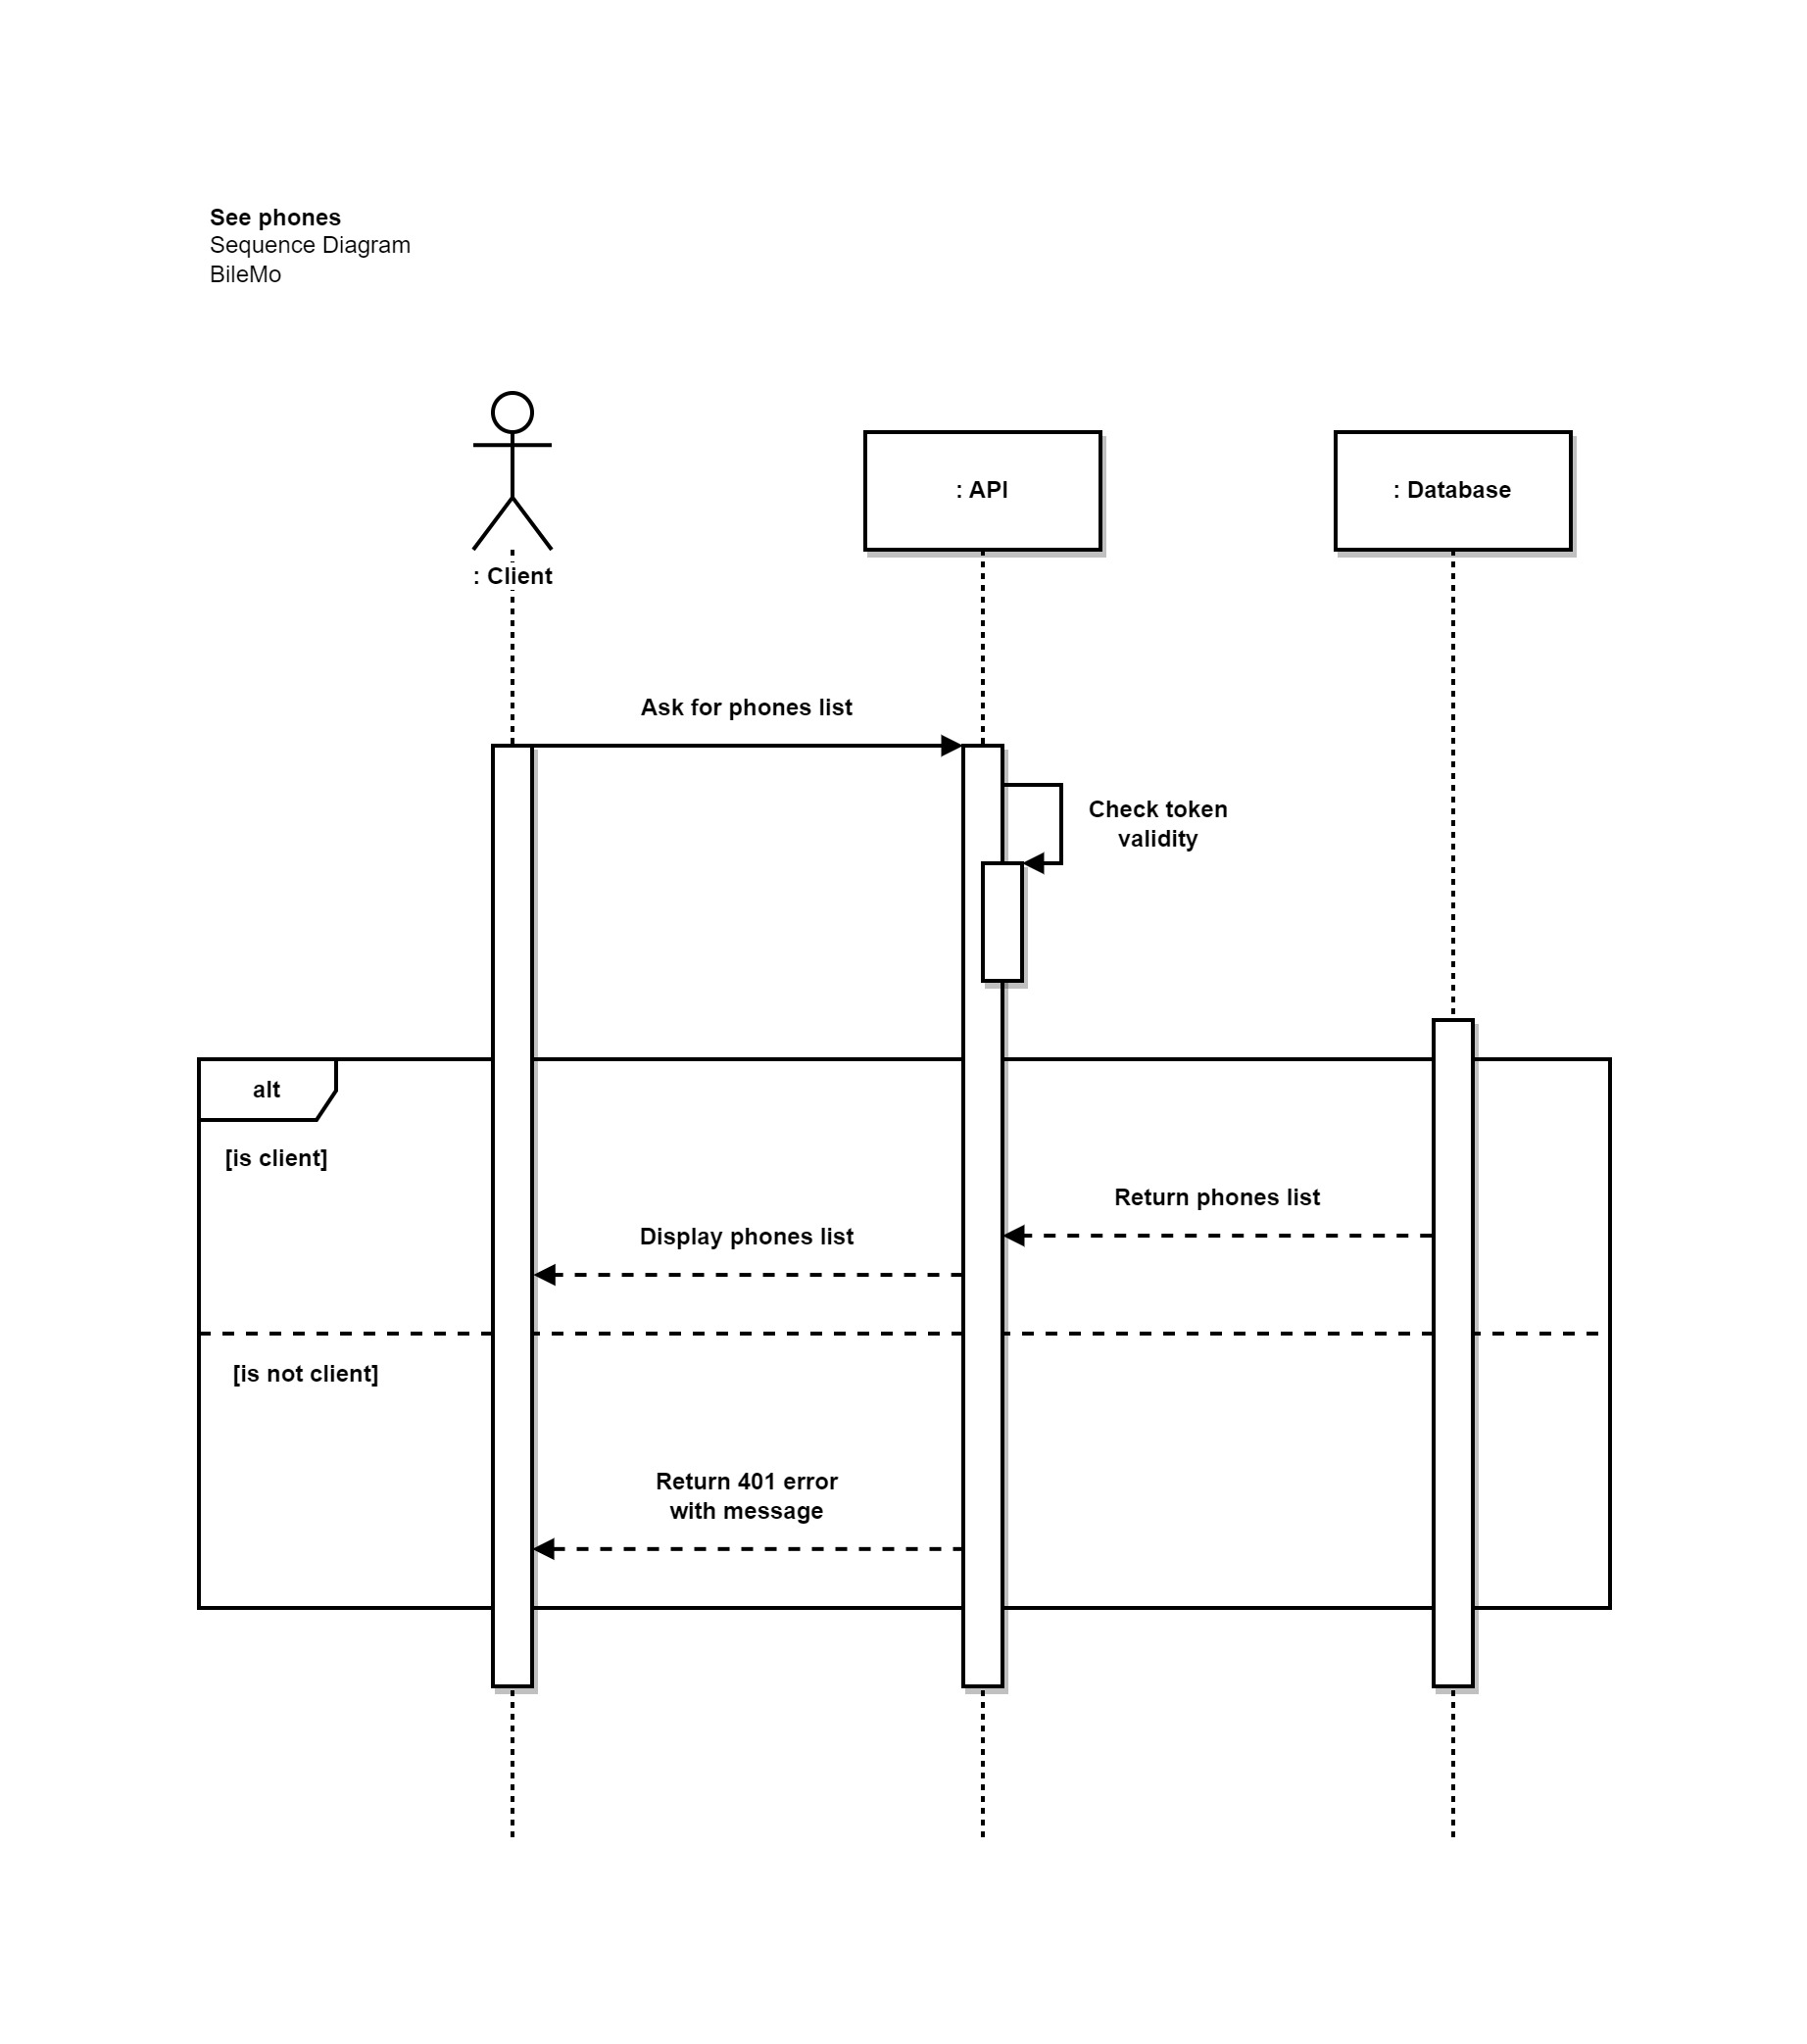 See phones
Sequence Diagram
BileMo
: Client
: API
: Database
Ask for phones list
Check token
validity
alt
[is client]
Return phones list
Display phones list
[is not client]
Return 401 error
with message